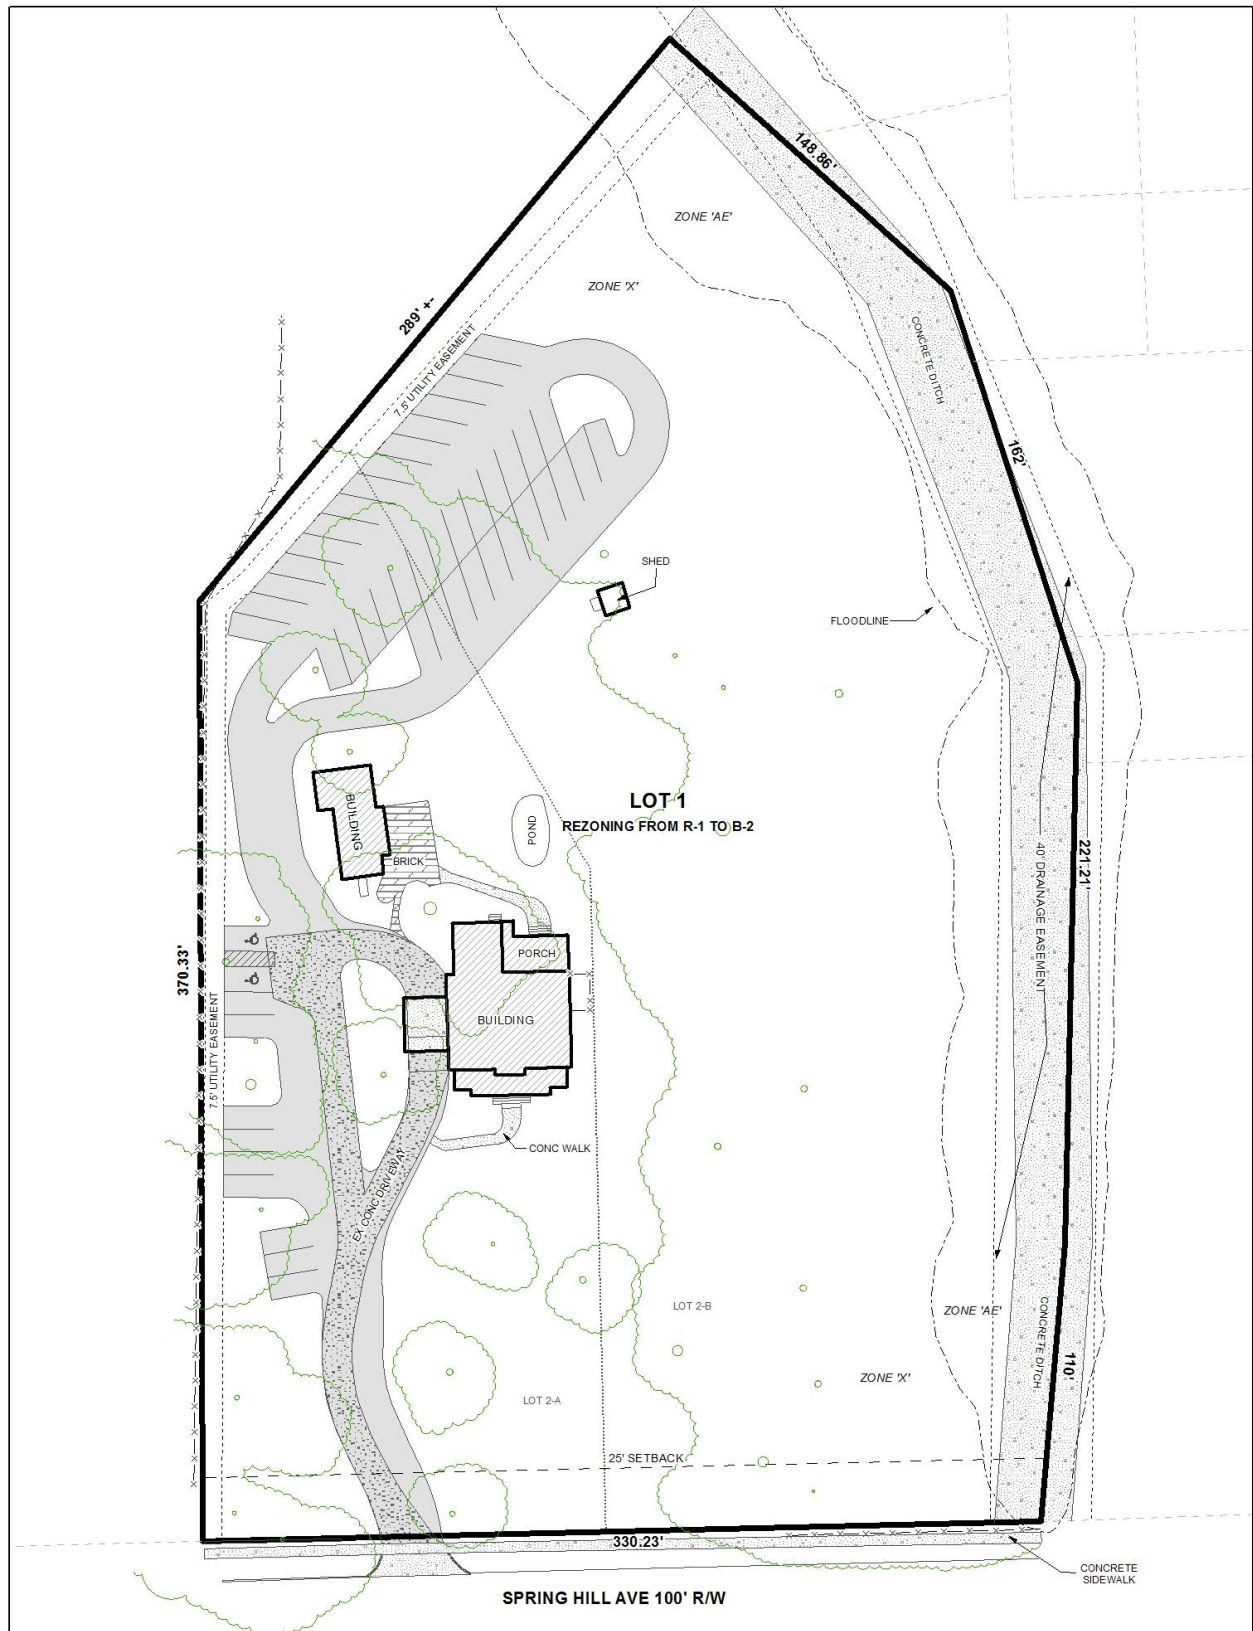 148.86'
ZONE 'AE'
ZONE 'X'
289' +-
7.5' UTILITY EASEMENT
CONCRETE DITCH
162'
SHED
FLOODLINE
LOT 1
REZONING FROM R-1 TO B-2
BUILDING
BRICK
POND
40' DRAINAGE EASEMENT
221.21'
370.33'
PORCH
BUILDING
7.5' UTILITY EASEMENT
CONC WALK
EX CONC DRIVEWAY
LOT 2-B
ZONE 'AE'
CONCRETE DITCH
110'
ZONE 'X'
LOT 2-A
25' SETBACK
330.23'
CONCRETE
SIDEWALK
SPRING HILL AVE 100' R/W